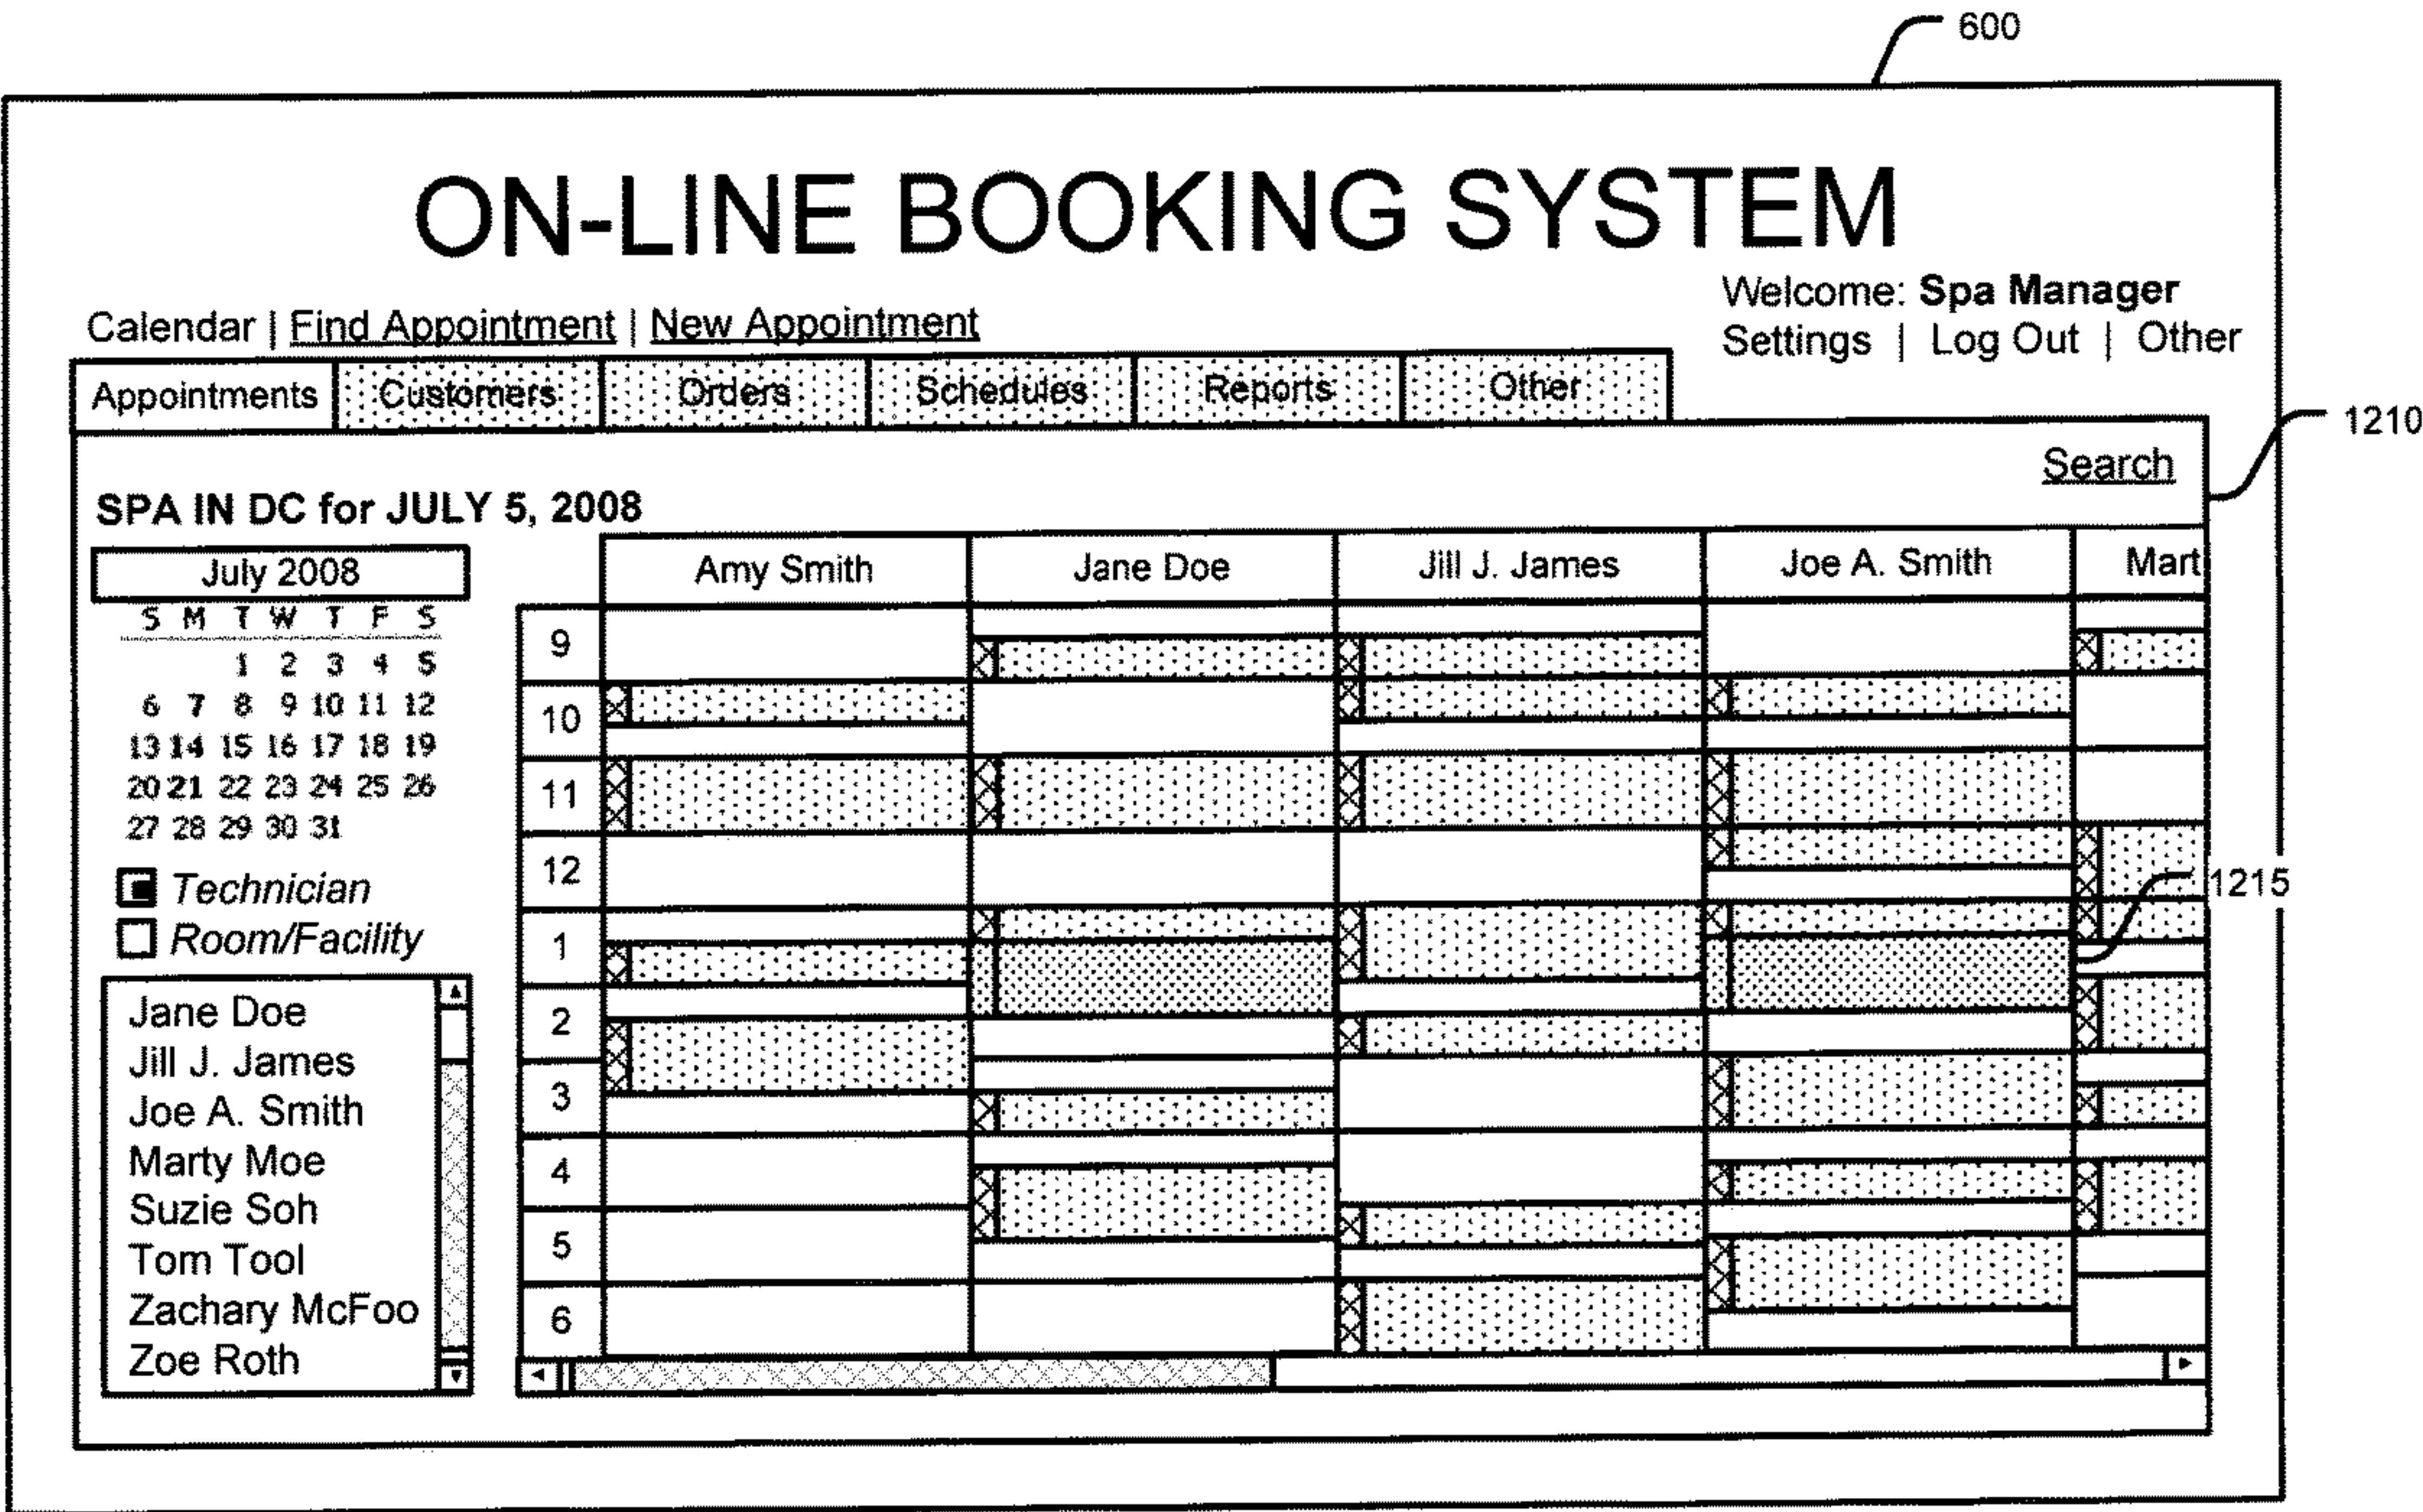 600
ON-LINE BOOKING SYSTEM
Welcome: Spa Manager
Calendar | Find Appointment | New Appointment
Settings | Log Out | Other
Appointments Customers Orders Schedules Reports Other
1210
Search
SPA IN DC for JULY 5, 2008
July 2008
S M T W T F S
1 2 3 4 5
6 7 8 9 10 11 12
13 14 15 16 17 18 19
20 21 22 23 24 25 26
27 28 29 30 31
Technician
Room/Facility
Jane Doe
Jill J. James
Joe A. Smith
Marty Moe
Suzie Soh
Tom Tool
Zachary McFoo
Zoe Roth
Amy Smith Jane Doe Jill J. James Joe A. Smith Mart
9
10
11
12
1
2
3
4
5
6
1215